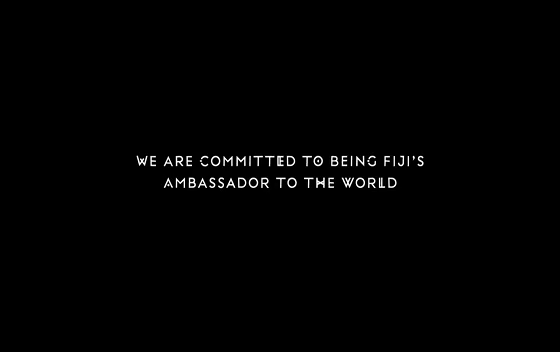 WE ARE COMMITTED TO BEING FIJI'S
AMBASSADOR TO THE WORLD